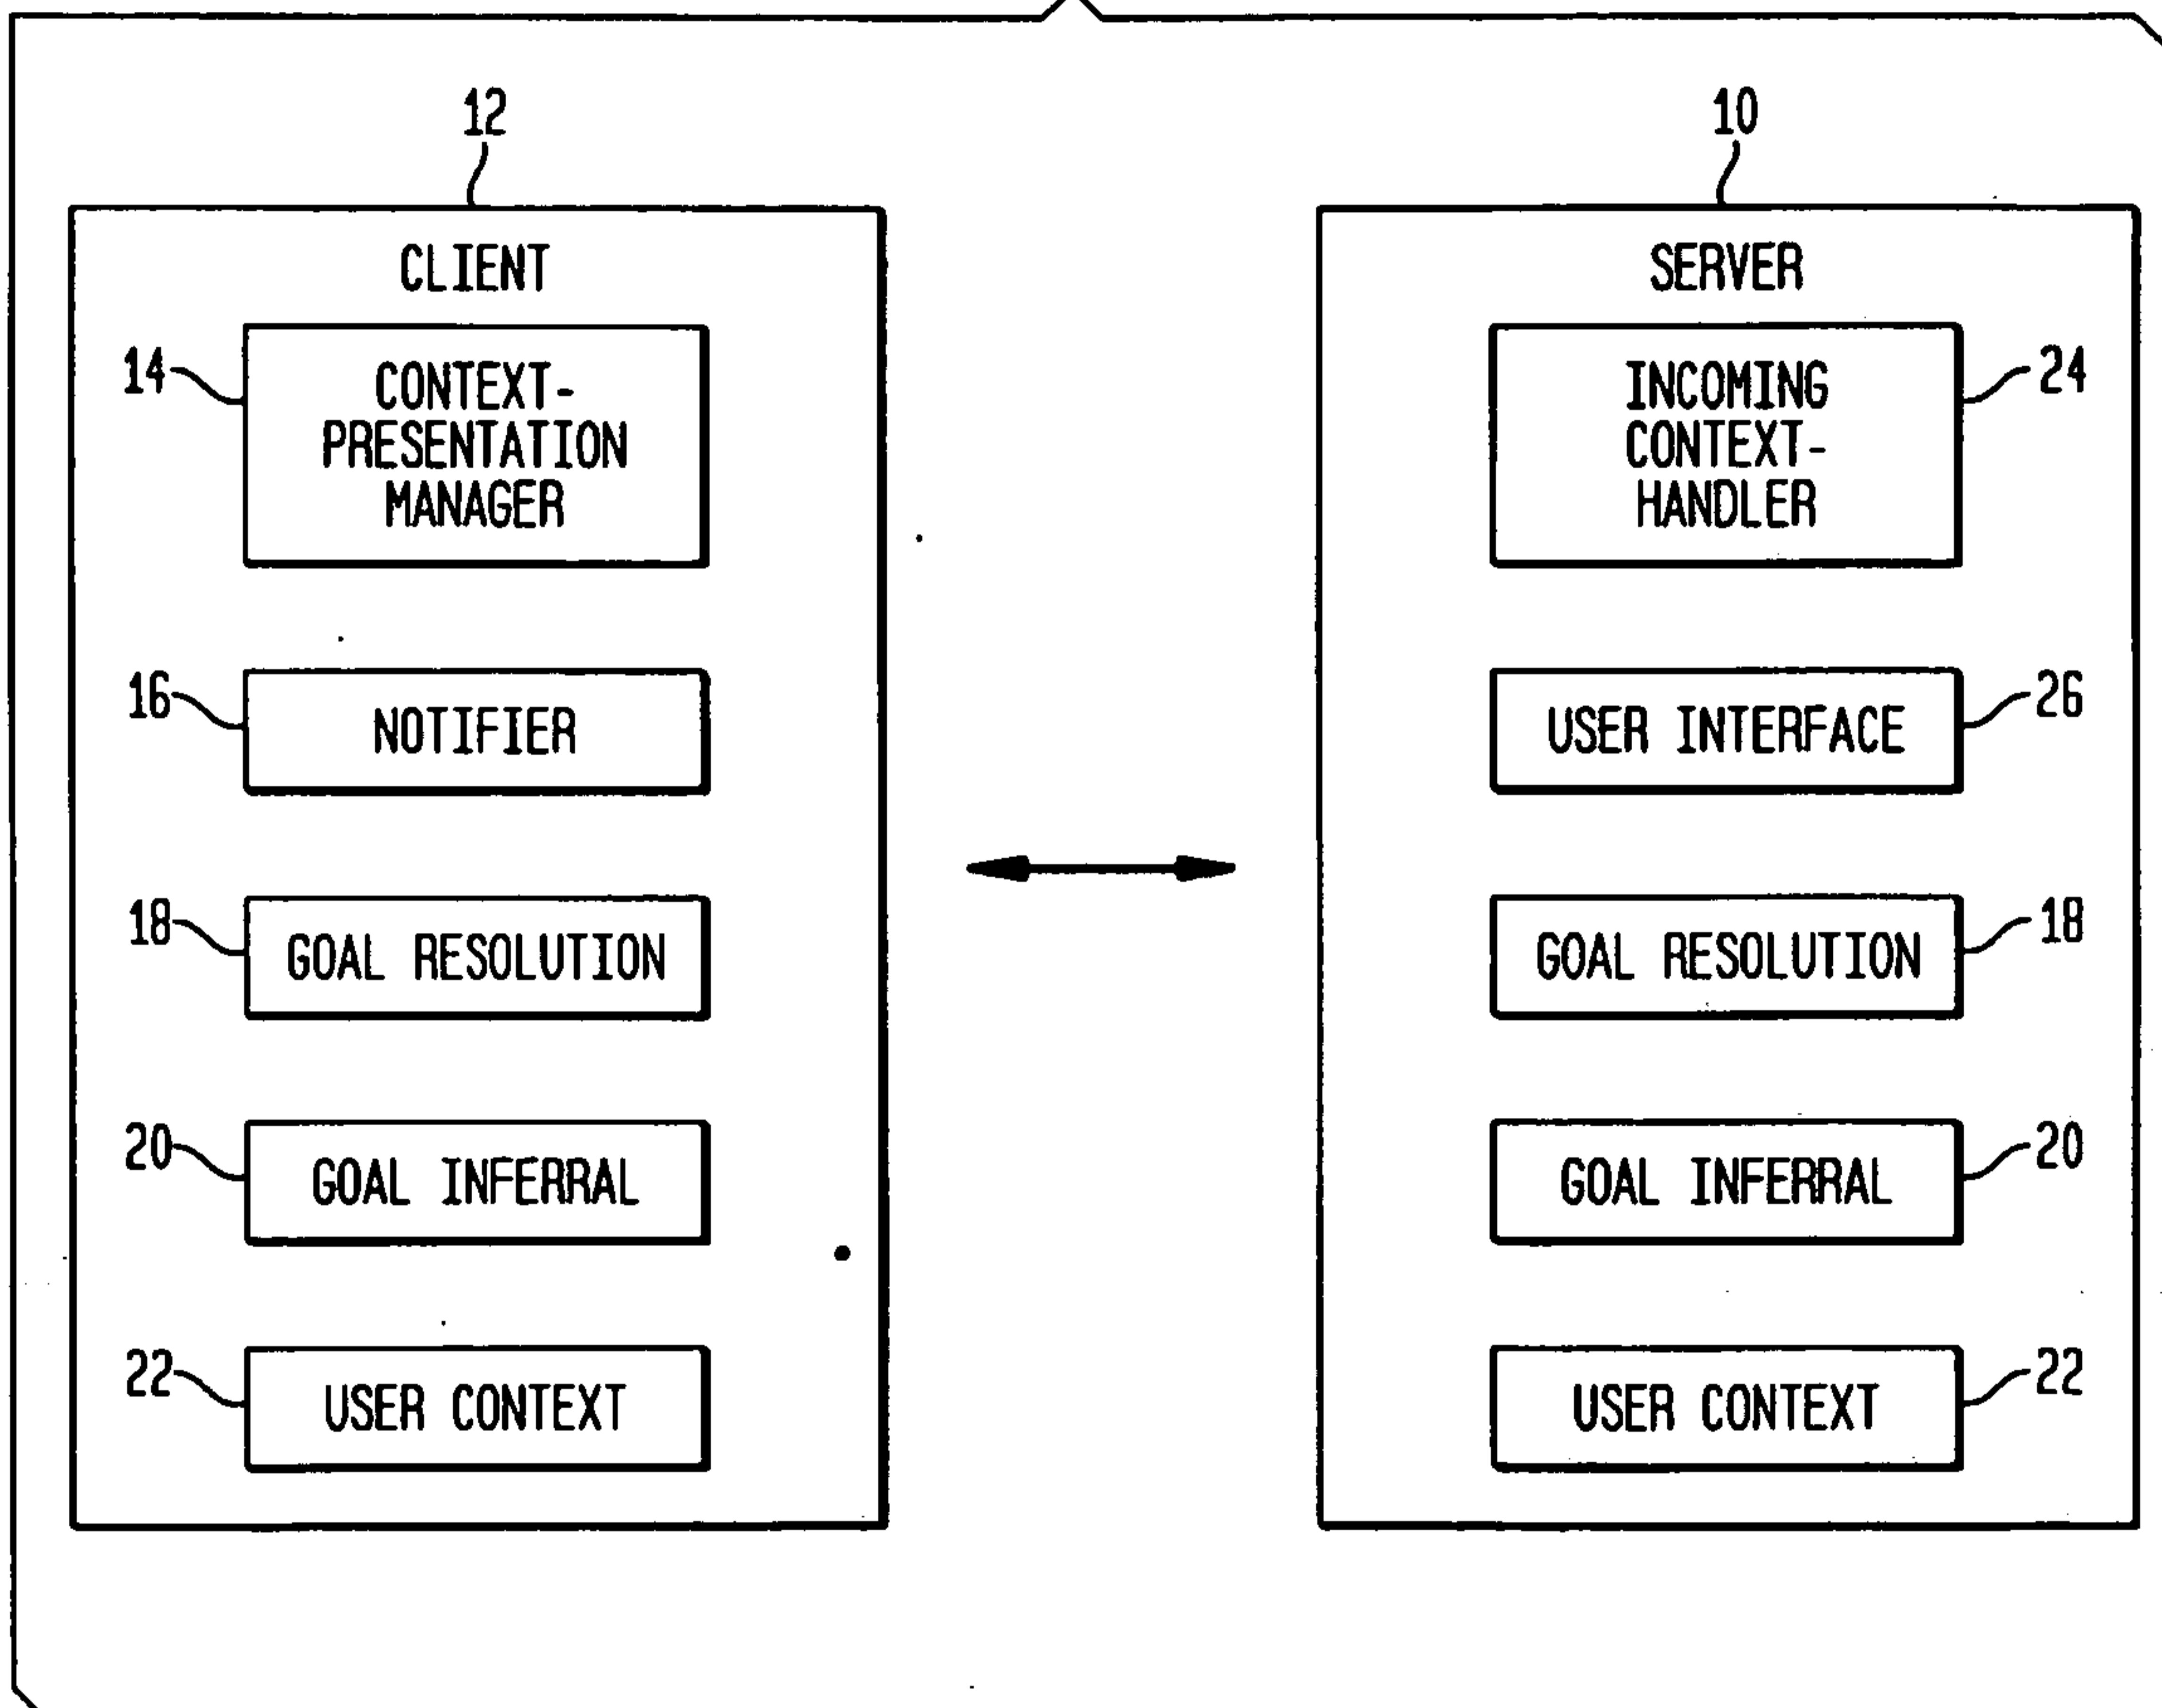 12
CLIENT
14
CONTEXT-
PRESENTATION
MANAGER
16
NOTIFIER
18
GOAL RESOLUTION
20
GOAL INFERRAL
22
USER CONTEXT
10
SERVER
INCOMING
CONTEXT-
HANDLER
24
USER INTERFACE
26
GOAL RESOLUTION
18
GOAL INFERRAL
20
USER CONTEXT
22